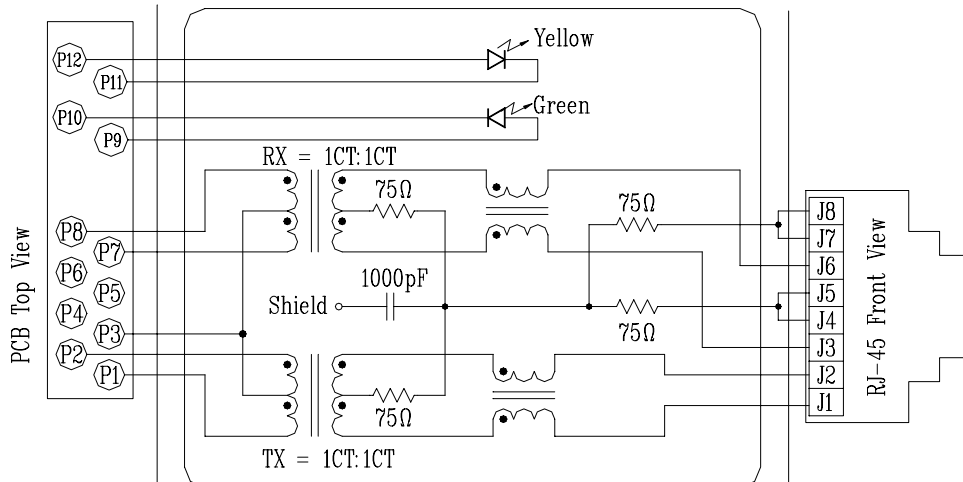 PCB Top View
P12
P11
P10
P9
P8
P7
P6
P5
P4
P3
P2
P1
Yellow
Green
RX = 1CT:1CT
75Ω
75Ω
1000pF
Shield
75Ω
75Ω
TX = 1CT:1CT
J8
J7
J6
J5
J4
J3
J2
J1
RJ-45 Front View